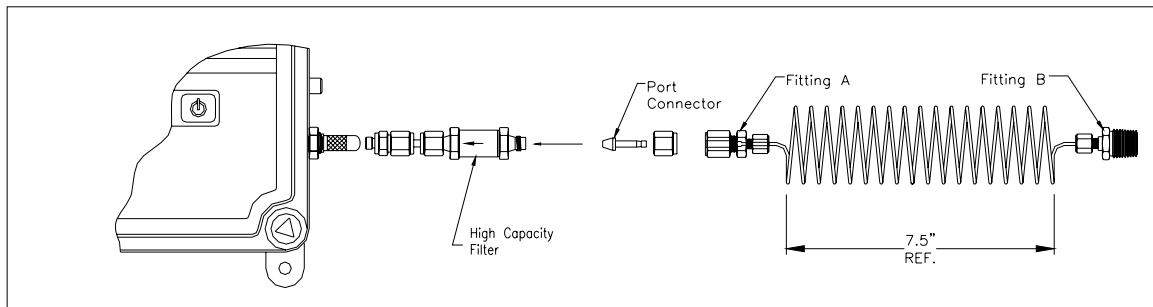 Port
Connector
Fitting A
Fitting B
High Capacity
Filter
7.5"
REF.